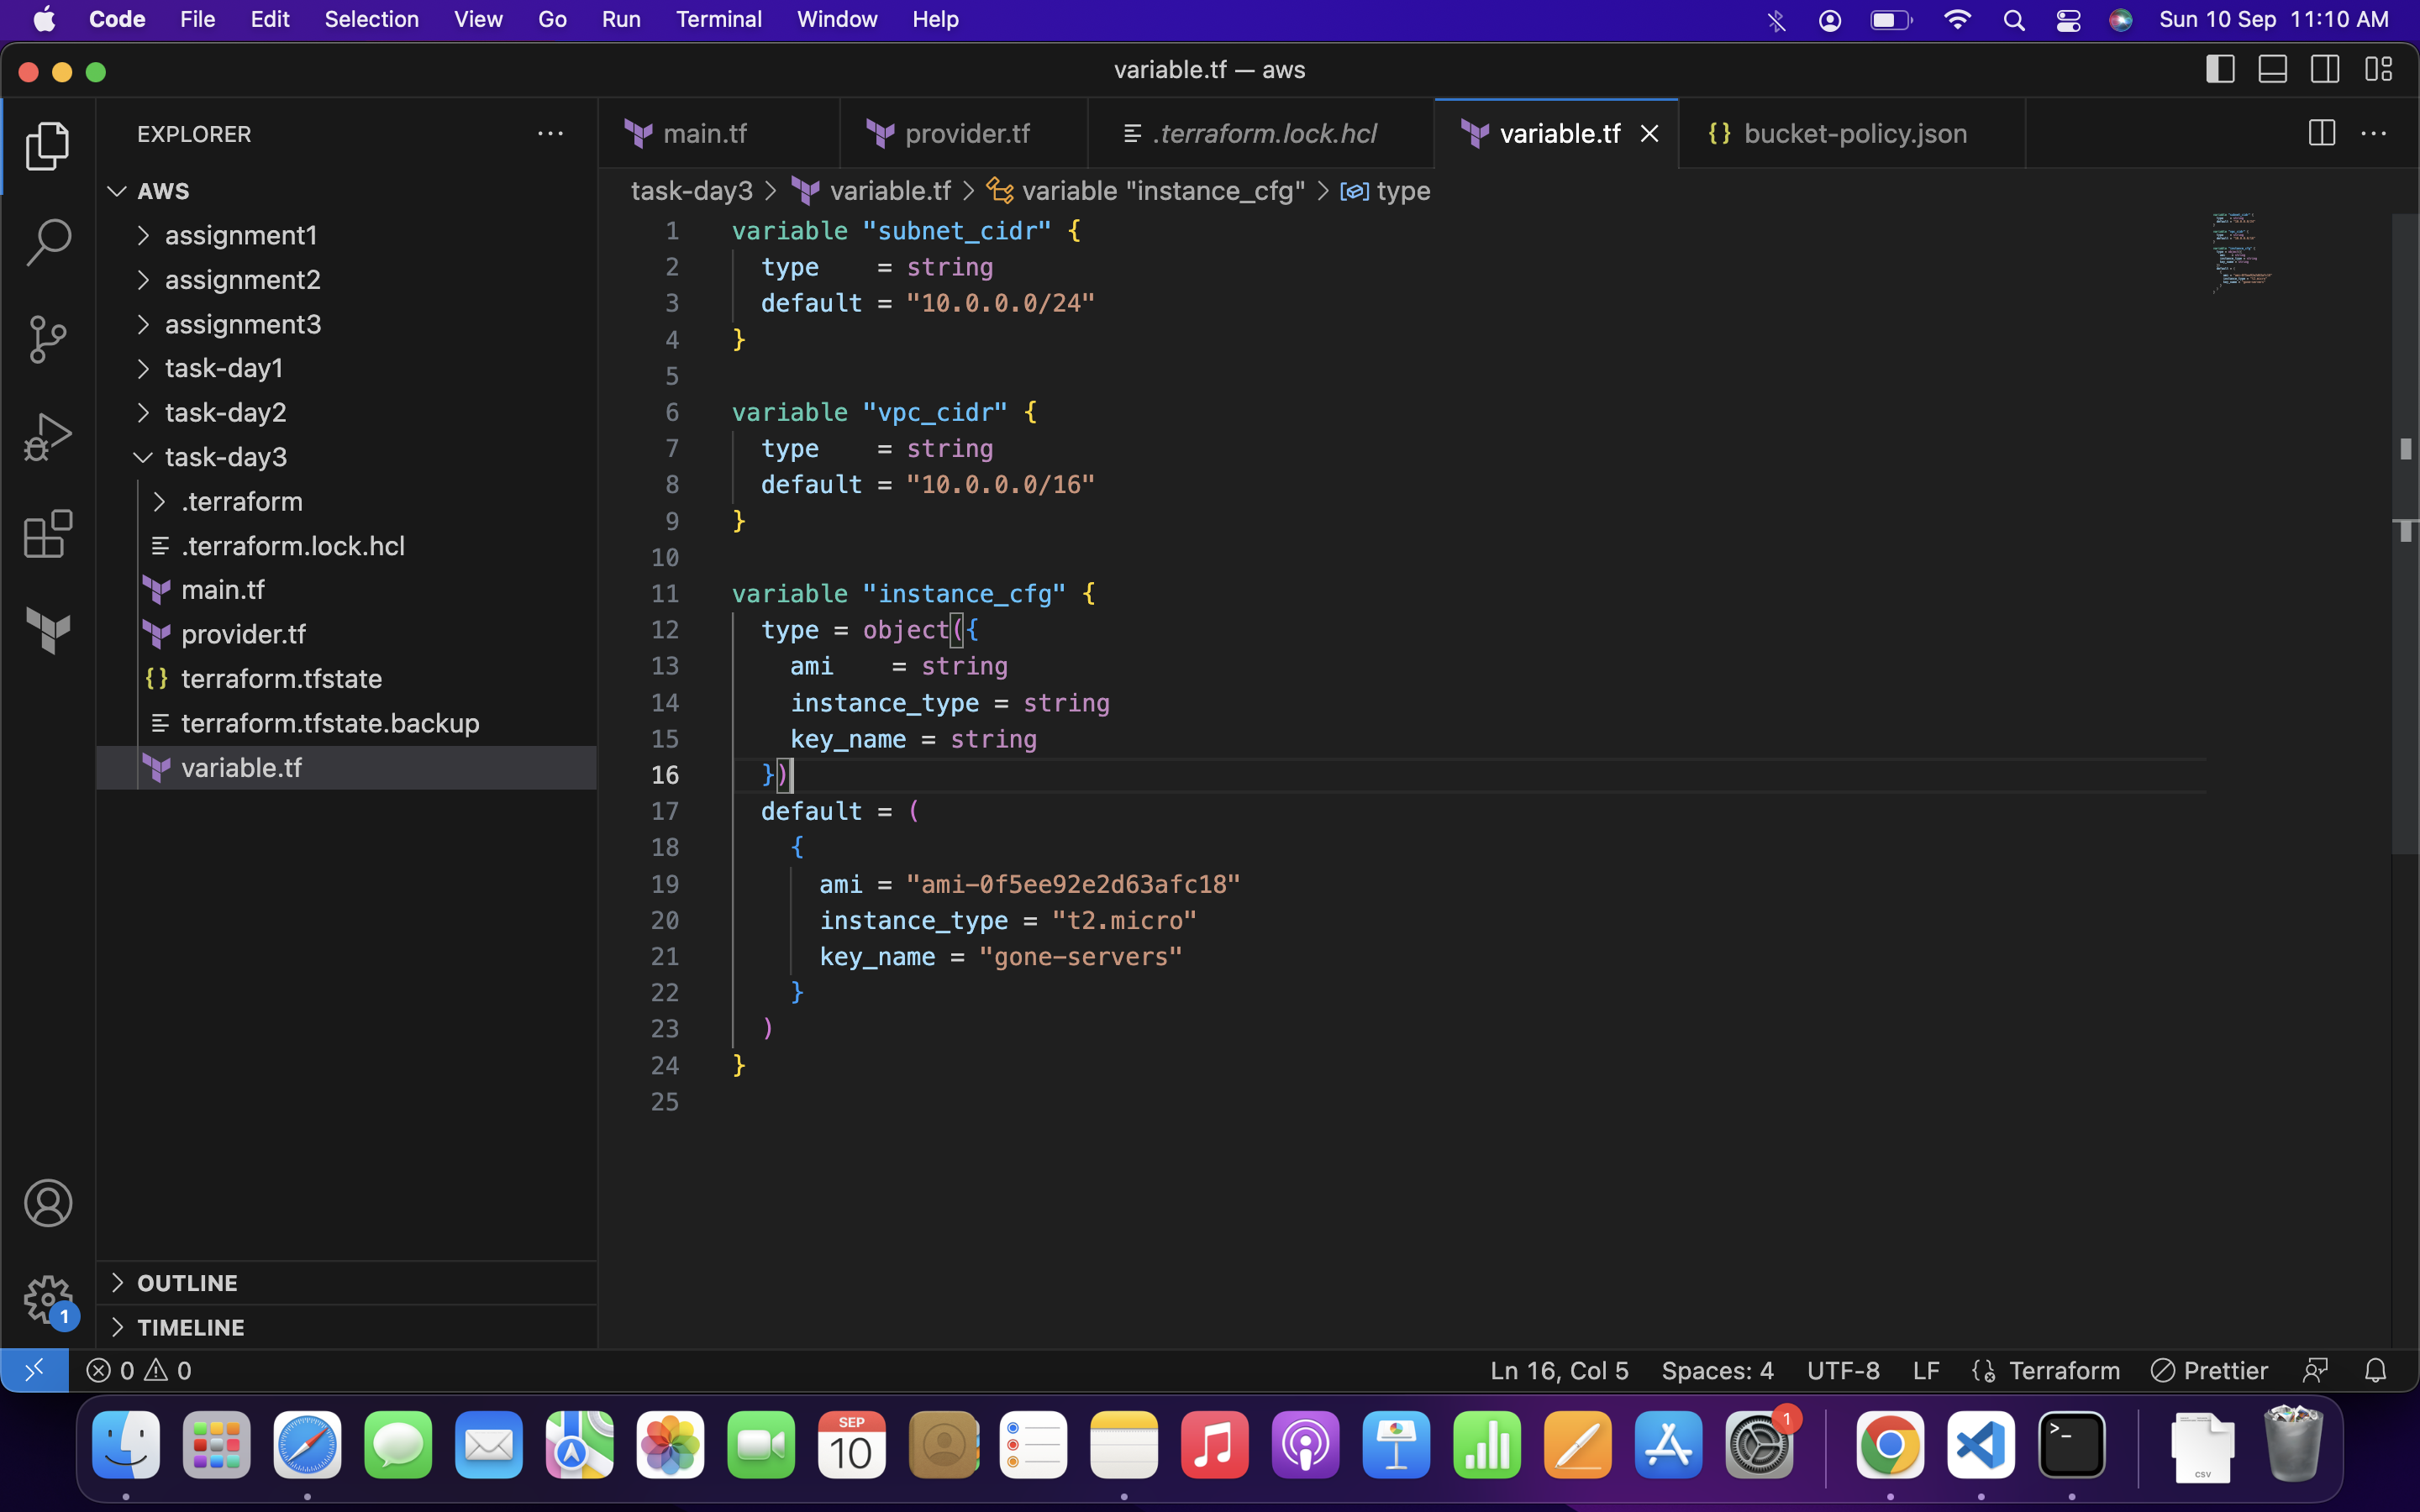 Code File Edit Selection View Go Run Terminal Window Help Sun 10 Sep 11:10 AM
variable.tf — aws
EXPLORER
main.tf provider.tf .terraform.lock.hcl variable.tf bucket-policy.json
task-day3 > variable.tf > variable "instance_cfg" > type
AWS
assignment1
assignment2
assignment3
task-day1
task-day2
task-day3
.terraform
.terraform.lock.hcl
main.tf
provider.tf
terraform.tfstate
terraform.tfstate.backup
variable.tf
OUTLINE
TIMELINE
1 variable "subnet_cidr" {
2 type    = string
3 default = "10.0.0.0/24"
4 }
5
6 variable "vpc_cidr" {
7 type    = string
8 default = "10.0.0.0/16"
9 }
10
11 variable "instance_cfg" {
12 type = object({
13 ami    = string
14 instance_type = string
15 key_name = string
16 })
17 default = (
18 {
19 ami = "ami-0f5ee92e2d63afc18"
20 instance_type = "t2.micro"
21 key_name = "gone-servers"
22 }
23 )
24 }
25
1
0 0 Ln 16, Col 5 Spaces: 4 UTF-8 LF Terraform Prettier
SEP
10
1
>_
CSV